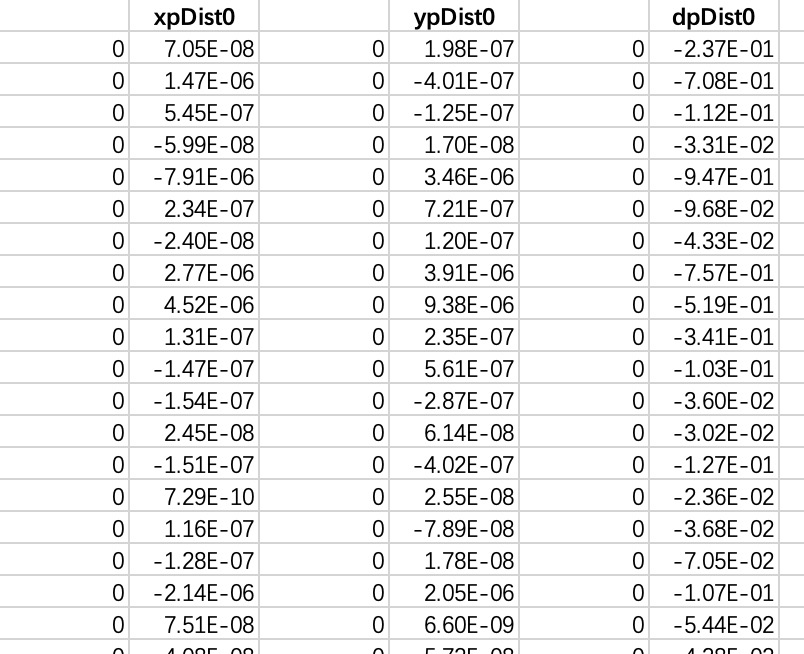 xpDist0 ypDist0 dpDist0
0 7.05E-08 0 1.98E-07 0 -2.37E-01
0 1.47E-06 0 -4.01E-07 0 -7.08E-01
0 5.45E-07 0 -1.25E-07 0 -1.12E-01
0 -5.99E-08 0 1.70E-08 0 -3.31E-02
0 -7.91E-06 0 3.46E-06 0 -9.47E-01
0 2.34E-07 0 7.21E-07 0 -9.68E-02
0 -2.40E-08 0 1.20E-07 0 -4.33E-02
0 2.77E-06 0 3.91E-06 0 -7.57E-01
0 4.52E-06 0 9.38E-06 0 -5.19E-01
0 1.31E-07 0 2.35E-07 0 -3.41E-01
0 -1.47E-07 0 5.61E-07 0 -1.03E-01
0 -1.54E-07 0 -2.87E-07 0 -3.60E-02
0 2.45E-08 0 6.14E-08 0 -3.02E-02
0 -1.51E-07 0 -4.02E-07 0 -1.27E-01
0 7.29E-10 0 2.55E-08 0 -2.36E-02
0 1.16E-07 0 -7.89E-08 0 -3.68E-02
0 -1.28E-07 0 1.78E-08 0 -7.05E-02
0 -2.14E-06 0 2.05E-06 0 -1.07E-01
0 7.51E-08 0 6.60E-09 0 -5.44E-02